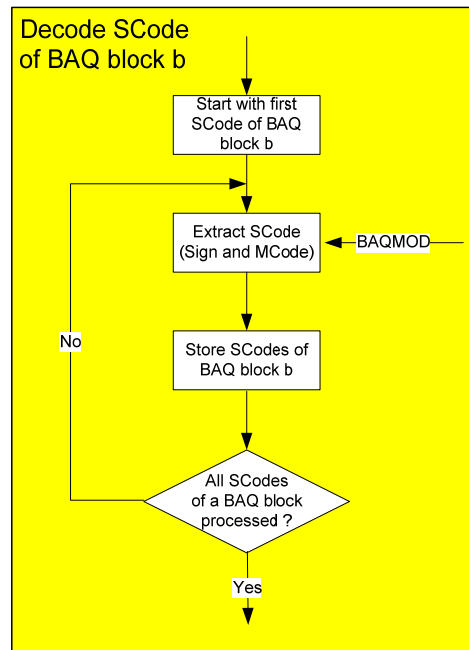 Decode SCode
of BAQ block b
Start with first
SCode of BAQ
block b
Extract SCode
(Sign and MCode)
BAQMOD
No
Store SCodes of
BAQ block b
All SCodes
of a BAQ block
processed ?
Yes